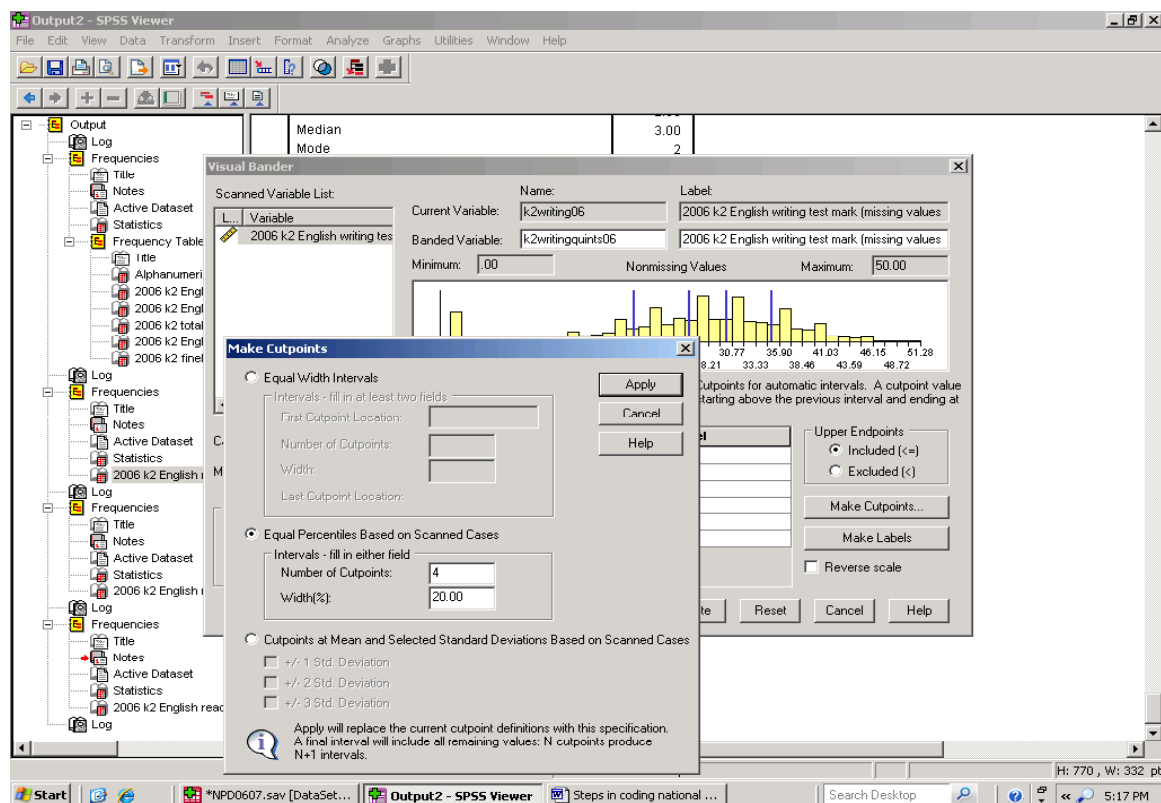 Output2 - SPSS Viewer
File Edit View Data Transform Insert Format Analyze Graphs Utilities Window Help
Output
Log
Frequencies
Title
Notes
Active Dataset
Statistics
Frequency Table
Title
Alphanumeri
2006 k2 Engl
2006 k2 Engl
2006 k2 total
2006 k2 Engl
2006 k2 finel
Log
Frequencies
Title
Notes
Active Dataset
Statistics
2006 k2 English r
Log
Frequencies
Title
Notes
Active Dataset
Statistics
2006 k2 English r
Log
Frequencies
Title
Notes
Active Dataset
Statistics
2006 k2 English read
Log
Median 3.00
Mode 2
Visual Bander
Scanned Variable List:
L... Variable
2006 k2 English writing tes
Name: Label:
Current Variable: k2writing06 2006 k2 English writing test mark (missing values
Banded Variable: k2writingquints06 2006 k2 English writing test mark (missing values
Minimum: .00 Nonmissing Values Maximum: 50.00
30.77 35.90 41.03 46.15 51.28
8.21 33.33 38.46 43.59 48.72
Cutpoints for automatic intervals. A cutpoint value
starting above the previous interval and ending at
Upper Endpoints
Included (<=)
Excluded (<)
Make Cutpoints...
Make Labels
Reverse scale
te Reset Cancel Help
Make Cutpoints
Equal Width Intervals
Intervals - fill in at least two fields
First Cutpoint Location:
Number of Cutpoints:
Width:
Last Cutpoint Location:
Apply
Cancel
Help
Equal Percentiles Based on Scanned Cases
Intervals - fill in either field
Number of Cutpoints: 4
Width(%): 20.00
Cutpoints at Mean and Selected Standard Deviations Based on Scanned Cases
+/- 1 Std. Deviation
+/- 2 Std. Deviation
+/- 3 Std. Deviation
Apply will replace the current cutpoint definitions with this specification.
A final interval will include all remaining values: N cutpoints produce
N+1 intervals.
H: 770 , W: 332 pt
Start *NPD0607.sav [DataSet... Output2 - SPSS Viewer Steps in coding national ... Search Desktop 5:17 PM